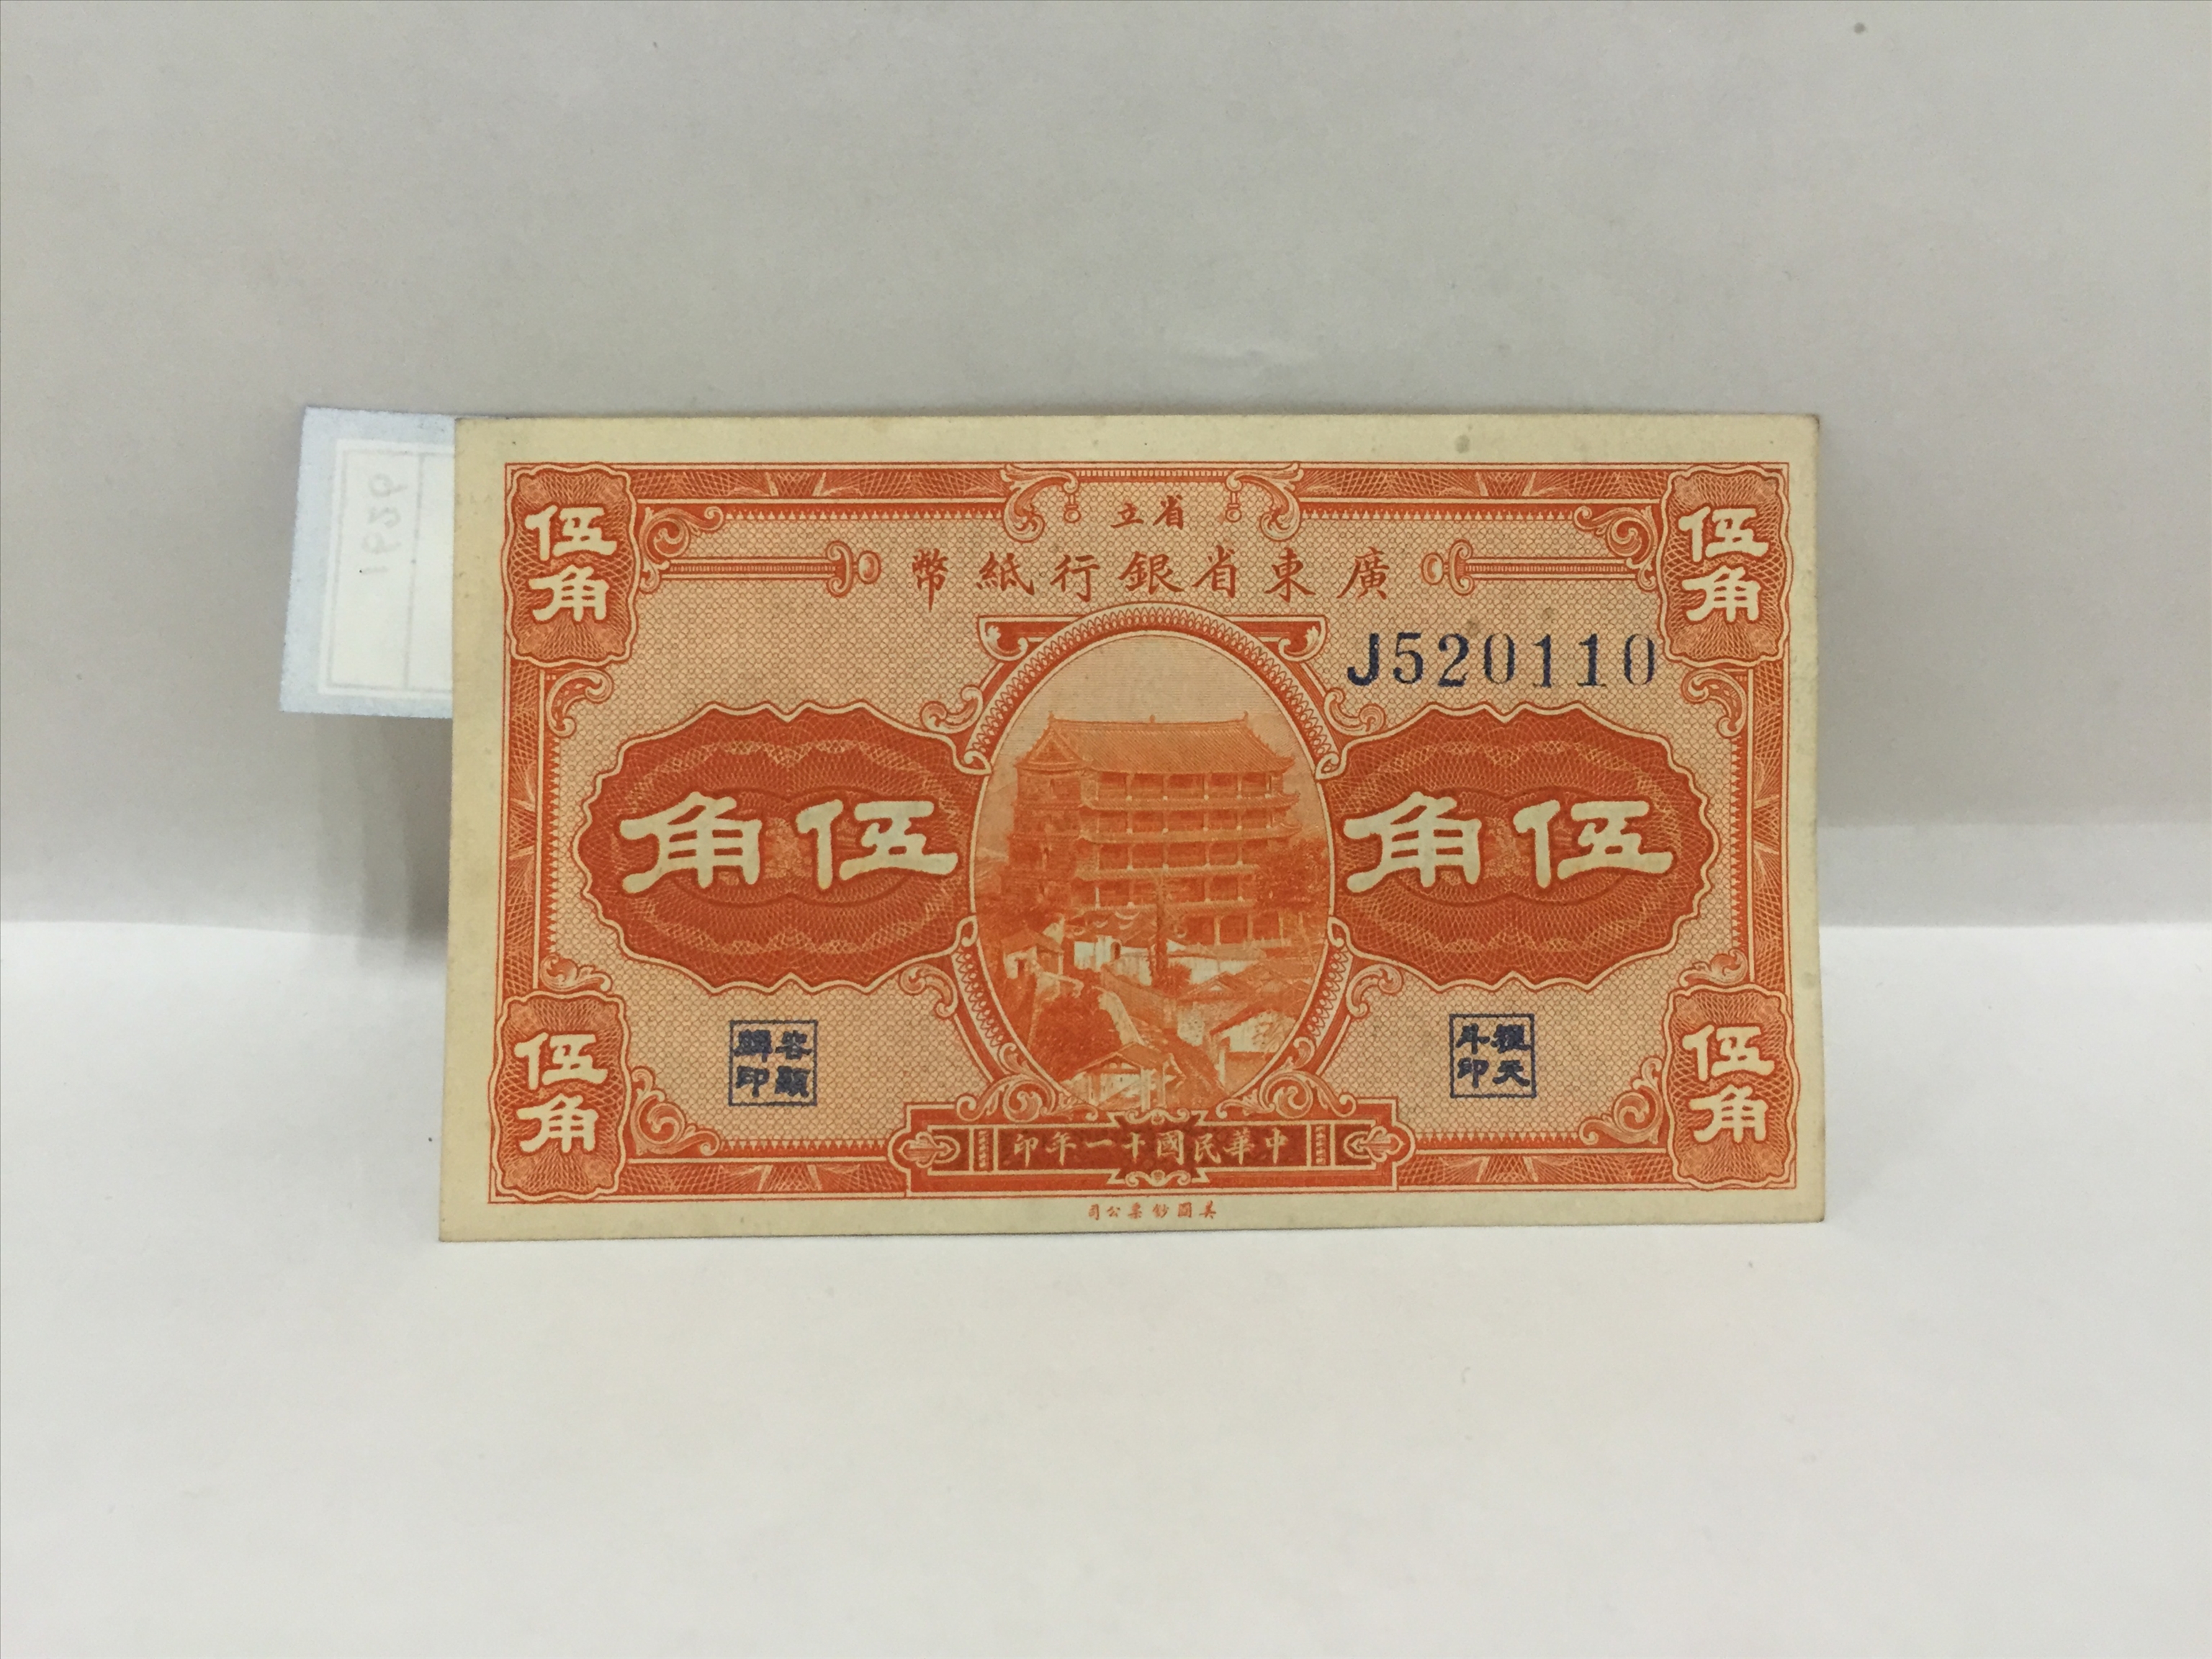 省立
廣東省銀行紙幣
伍角
伍角
J520110
伍角
伍角
程天
斗印
容顯
印
伍角
伍角
中華民國十一年印
美國鈔票公司